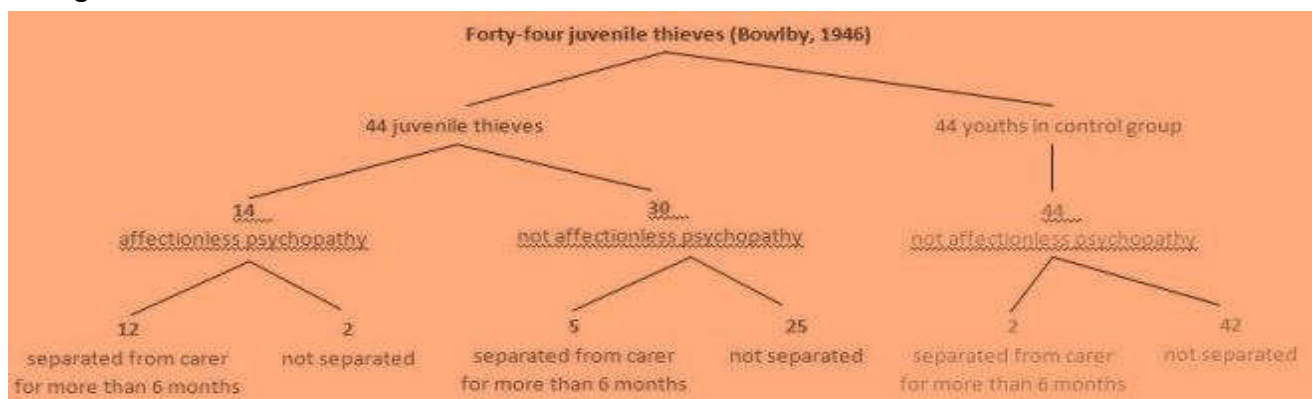 Forty-four juvenile thieves (Bowlby, 1946)
44 juvenile thieves
44 youths in control group
14
affectionless psychopathy
30
not affectionless psychopathy
44
not affectionless psychopathy
12
separated from carer
for more than 6 months
2
not separated
5
separated from carer
for more than 6 months
25
not separated
2
separated from carer
for more than 6 months
42
not separated